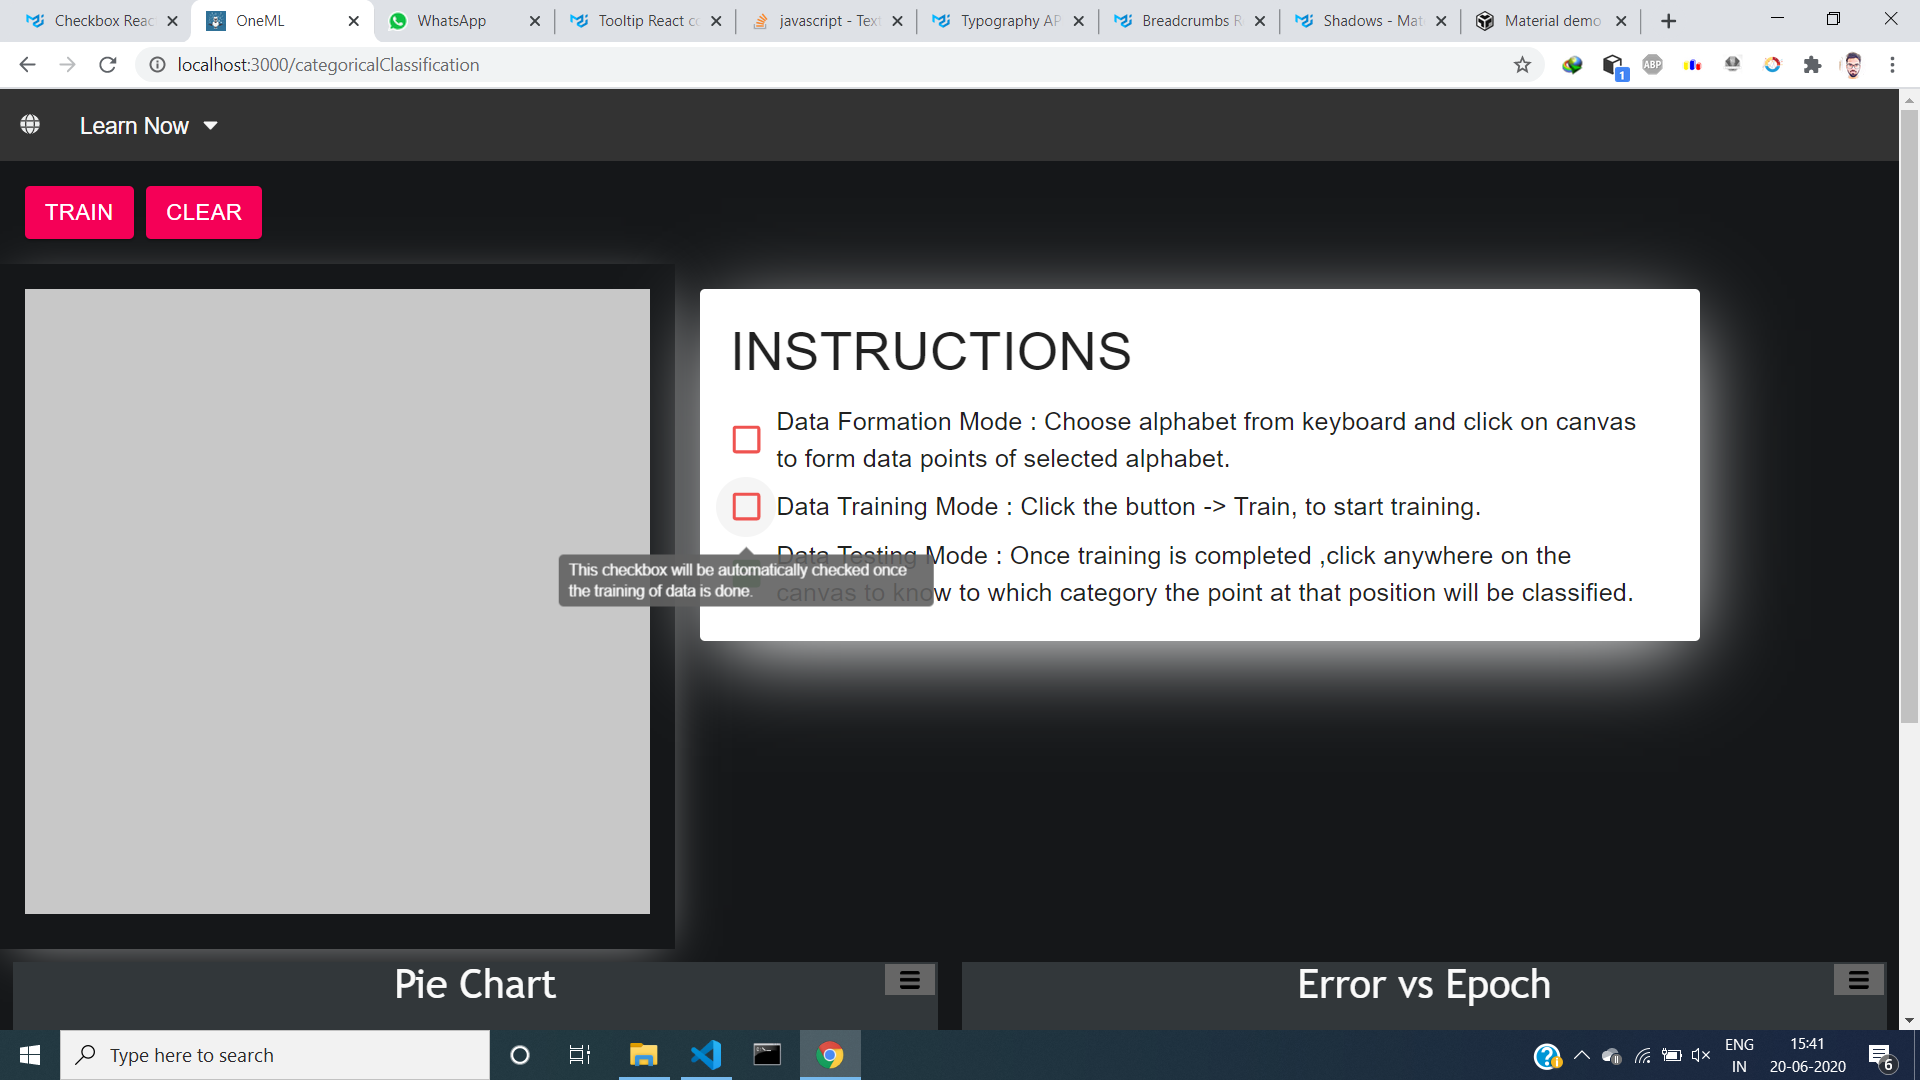 Checkbox Reac
OneML
WhatsApp
Tooltip React co
javascript - Text
Typography AP
Breadcrumbs R
Shadows - Mat
Material demo
localhost:3000/categoricalClassification
1
ABP
Learn Now
TRAIN
CLEAR
INSTRUCTIONS
Data Formation Mode : Choose alphabet from keyboard and click on canvas
to form data points of selected alphabet.
Data Training Mode : Click the button -> Train, to start training.
Data Testing Mode : Once training is completed ,click anywhere on the
canvas to know to which category the point at that position will be classified.
This checkbox will be automatically checked once
the training of data is done.
Pie Chart
Error vs Epoch
Type here to search
ENG
IN
15:41
20-06-2020
6